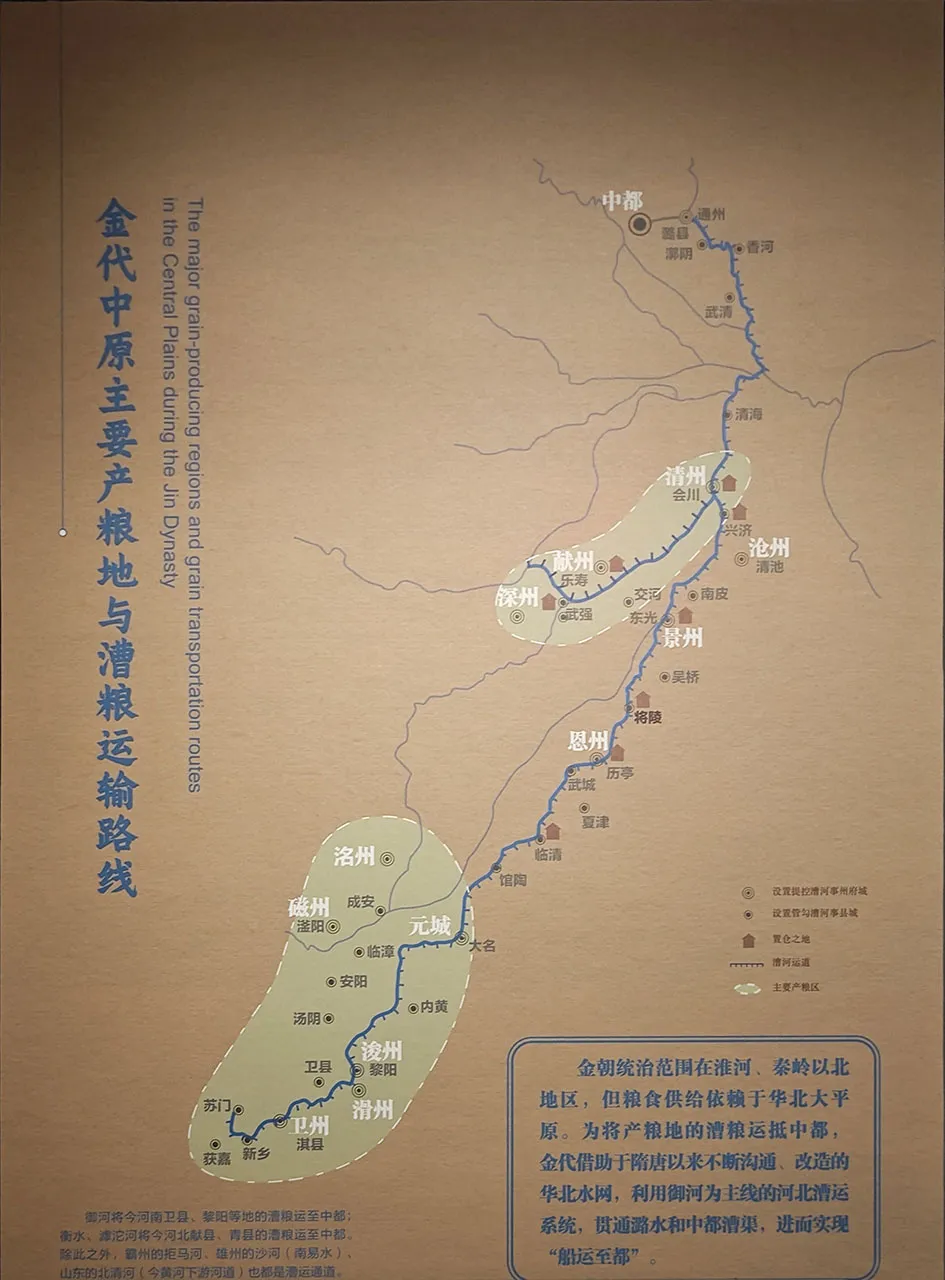 金代中原主要产粮地与漕粮运输路线
The major grain-producing regions and grain transportation routes
in the Central Plains during the Jin Dynasty
中都
通州
潞县
漷阴
香河
武清
清海
清州
会川
兴济
沧州
清池
献州
乐寿
深州
武强
交河
南皮
东光
景州
吴桥
将陵
恩州
历亭
武城
夏津
临清
馆陶
洺州
成安
磁州
滏阳
元城
大名
临漳
安阳
内黄
汤阴
浚州
黎阳
卫县
滑州
苏门
卫州
淇县
新乡
获嘉
设置提控漕河事州府城
设置管勾漕河事县城
置仓之地
漕河运道
主要产粮区
金朝统治范围在淮河、秦岭以北
地区，但粮食供给依赖于华北大平
原。为将产粮地的漕粮运抵中都，
金代借助于隋唐以来不断沟通、改造的
华北水网，利用御河为主线的河北漕运
系统，贯通潞水和中都漕渠，进而实现
“船运至都”。
御河将今河南卫县、黎阳等地的漕粮运至中都；
衡水、滹沱河将今河北献县、青县的漕粮运至中都。
除此之外，霸州的拒马河、雄州的沙河（南易水）、
山东的北清河（今黄河下游河道）也都是漕运通道。